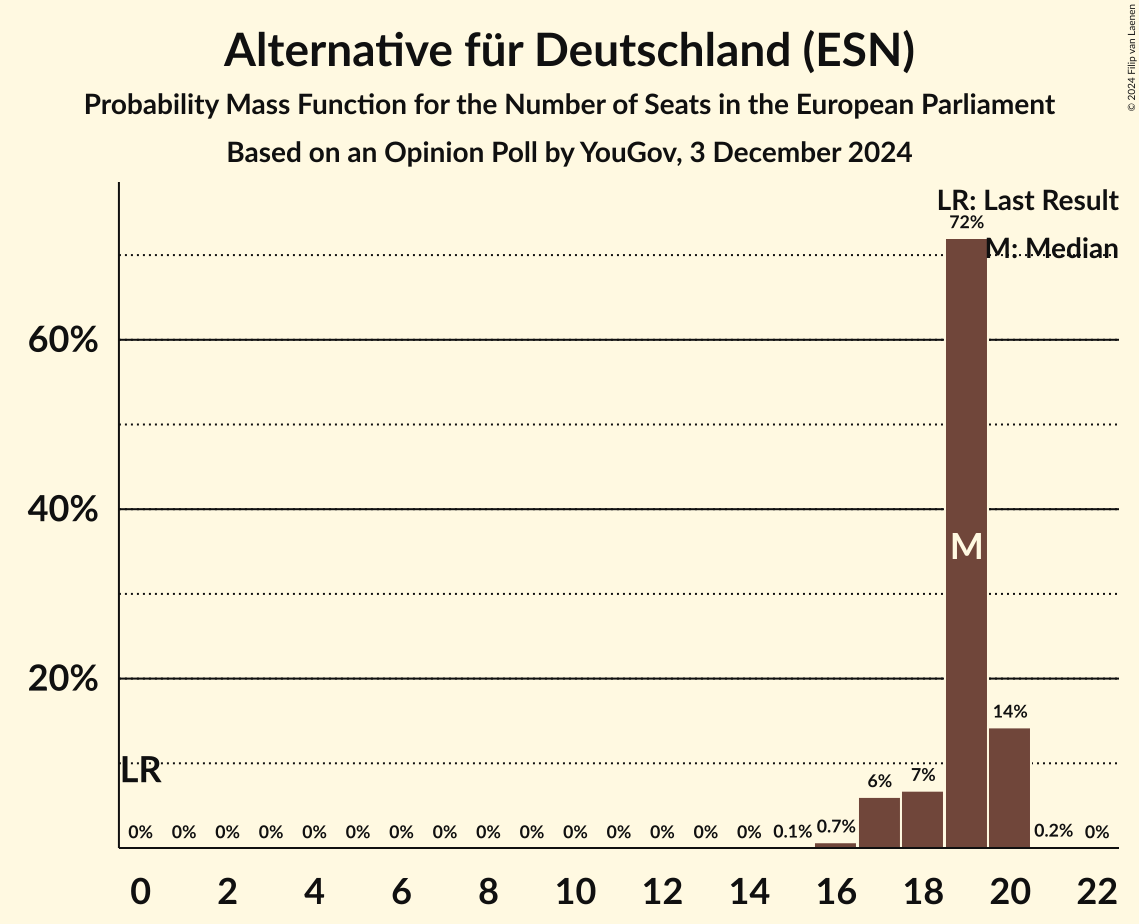 Alternative für Deutschland (ESN)
Probability Mass Function for the Number of Seats in the European Parliament
Based on an Opinion Poll by YouGov, 3 December 2024
© 2024 Filip van Laenen
LR: Last Result
72%
M: Median
60%
40%
M
20%
14%
LR
6% 7%
0% 0% 0% 0% 0% 0% 0% 0% 0% 0% 0% 0% 0% 0% 0% 0.1% 0.7% 0.2% 0%
0 2 4 6 8 10 12 14 16 18 20 22